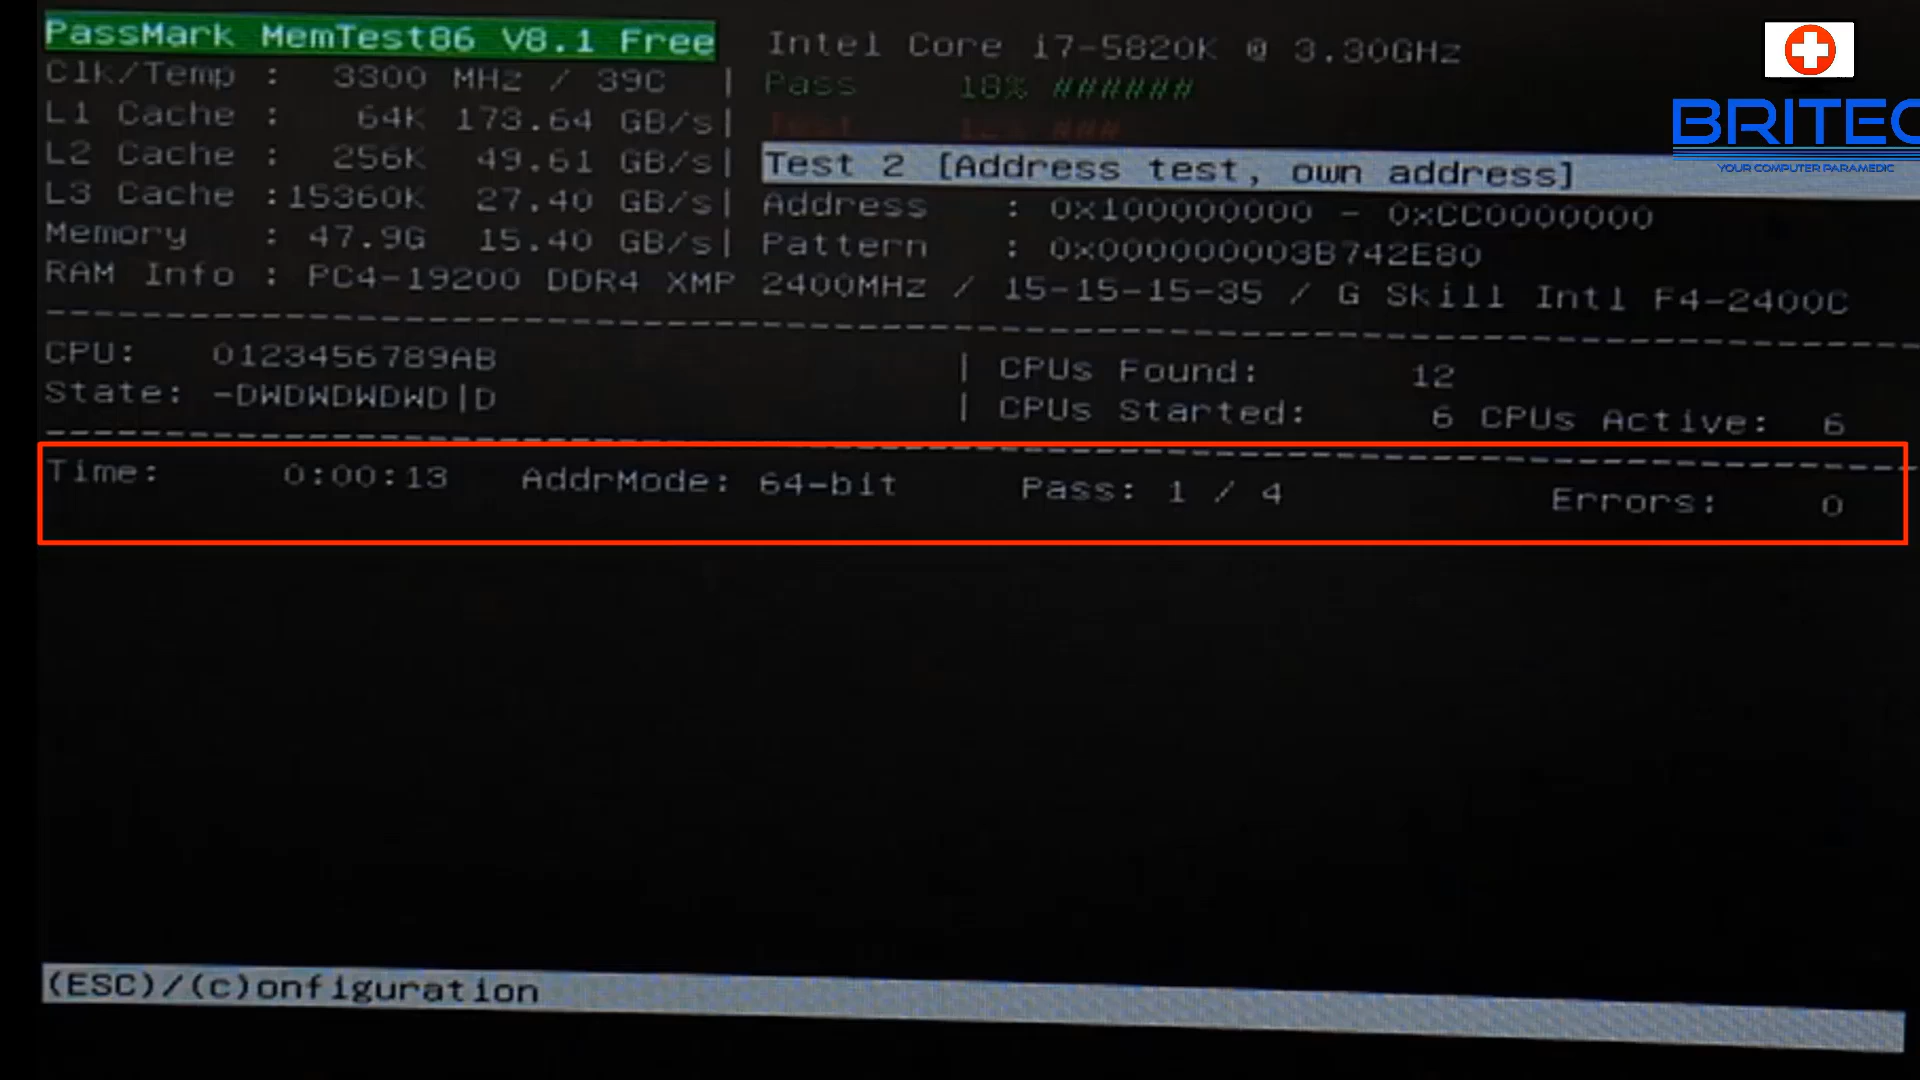 PassMark MemTest86 V8.1 Free
Intel Core i7-5820K @ 3.30GHz
Clk/Temp : 3300 MHz / 39C | Pass 18% ######
L1 Cache : 64K 173.64 GB/s| ###
L2 Cache : 256K 49.61 GB/s| Test 2 [Address test, own address]
L3 Cache :15360K 27.40 GB/s| Address : 0x100000000 - 0xCC0000000
Memory : 47.9G 15.40 GB/s| Pattern : 0x000000003B742E80
RAM Info : PC4-19200 DDR4 XMP 2400MHz / 15-15-15-35 / G Skill Intl F4-2400C
CPU: 0123456789AB | CPUs Found: 12
State: -DWDWDWDWD|D | CPUs Started: 6 CPUs Active: 6
Time: 0:00:13 AddrMode: 64-bit Pass: 1 / 4 Errors: 0
(ESC)/(c)onfiguration
BRITEC
YOUR COMPUTER PARAMEDIC